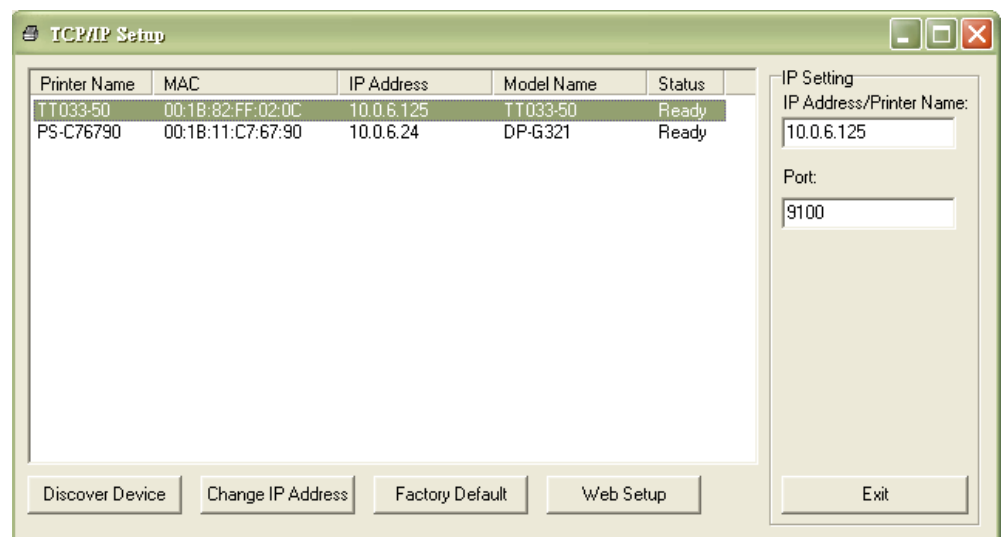 TCP/IP Setup
Printer Name MAC IP Address Model Name Status
TT033-50 00:1B:82:FF:02:0C 10.0.6.125 TT033-50 Ready
PS-C76790 00:1B:11:C7:67:90 10.0.6.24 DP-G321 Ready
IP Setting
IP Address/Printer Name:
10.0.6.125
Port:
9100
Discover Device Change IP Address Factory Default Web Setup Exit